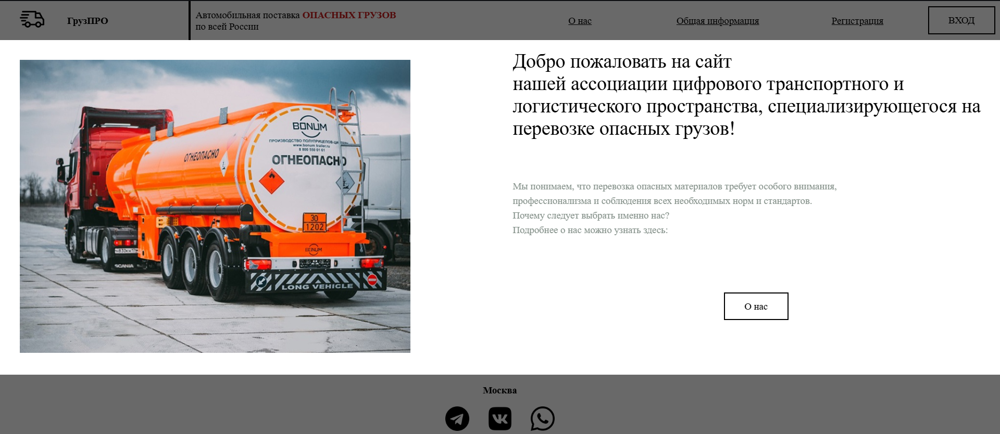 ГрузПРО
Автомобильная поставка ОПАСНЫХ ГРУЗОВ
по всей России
О нас
Общая информация
Регистрация
ВХОД
Добро пожаловать на сайт
нашей ассоциации цифрового транспортного и
логистического пространства, специализирующегося на
перевозке опасных грузов!
BONUM
ПРОИЗВОДСТВО ПОЛУПРИЦЕПОВ-ЦИСТЕРН
www.bonum trailer.ru
8 800 550 01 61
ОГНЕОПАСНО
ОГНЕОПАСНО
30
1202
BONUM
SCANIA
LONG VEHICLE
Мы понимаем, что перевозка опасных материалов требует особого внимания,
профессионализма и соблюдения всех необходимых норм и стандартов.
Почему следует выбрать именно нас?
Подробнее о нас можно узнать здесь:
О нас
Москва